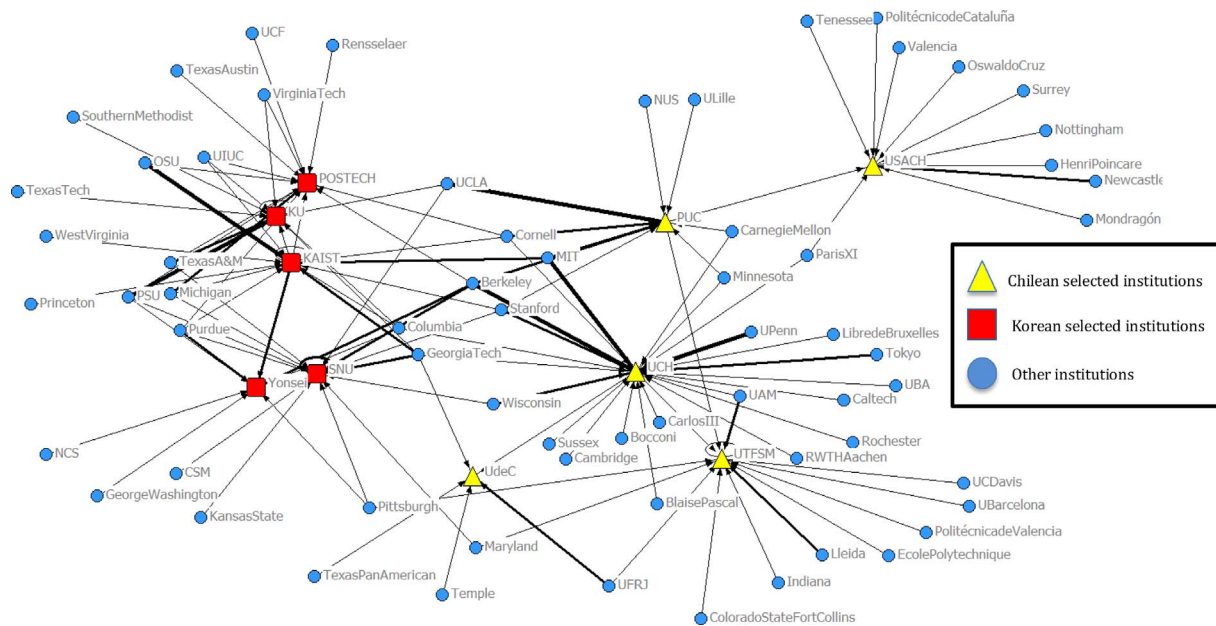 Tenessee
PolitécnicodeCataluña
UCF
Rensselaer
Valencia
OswaldoCruz
TexasAustin
VirginiaTech
NUS
ULille
Surrey
SouthernMethodist
Nottingham
OSU
UIUC
USACH
HenriPoincare
POSTECH
UCLA
Newcastle
TexasTech
KU
PUC
Mondragón
WestVirginia
Cornell
CarnegieMellon
KAIST
MIT
ParisXI
TexasA&M
Berkeley
Minnesota
Chilean selected institutions
Princeton
PSU
Michigan
Stanford
Korean selected institutions
Purdue
Columbia
UPenn
LibredeBruxelles
GeorgiaTech
Tokyo
Other institutions
Yonsei
SNU
UCH
UBA
Wisconsin
UAM
Caltech
CarlosIII
NCS
Sussex
Bocconi
Rochester
CSM
Cambridge
UTFSM
RWTHAachen
UdeC
UCDavis
GeorgeWashington
Pittsburgh
BlaisePascal
UBarcelona
KansasState
PolitécnicadeValencia
Maryland
Lleida
EcolePolytechnique
TexasPanAmerican
Temple
UFRJ
Indiana
ColoradoStateFortCollins